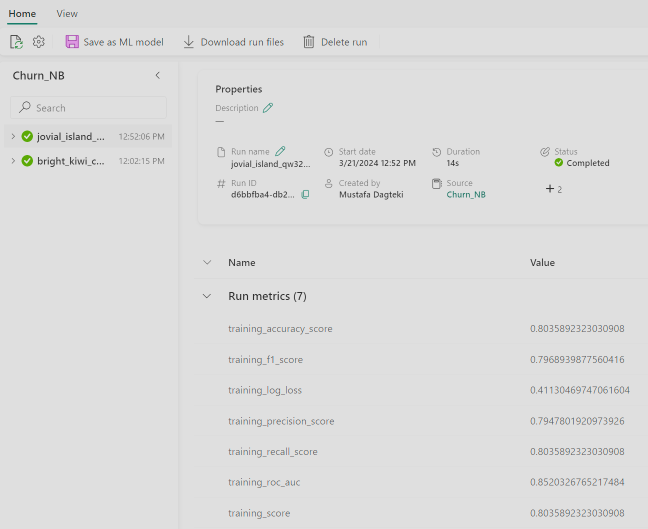 Home View
Save as ML model Download run files Delete run
Churn_NB
Search
jovial_island_... 12:52:06 PM
bright_kiwi_c... 12:02:15 PM
Properties
Description
—
Run name Start date Duration Status
jovial_island_qw32... 3/21/2024 12:52 PM 14s Completed
Run ID Created by Source
d6bbfba4-db2... Mustafa Dagteki Churn_NB + 2
Name Value
Run metrics (7)
training_accuracy_score 0.8035892323030908
training_f1_score 0.7968939877560416
training_log_loss 0.41130469747061604
training_precision_score 0.7947801920973926
training_recall_score 0.8035892323030908
training_roc_auc 0.8520326765217484
training_score 0.8035892323030908